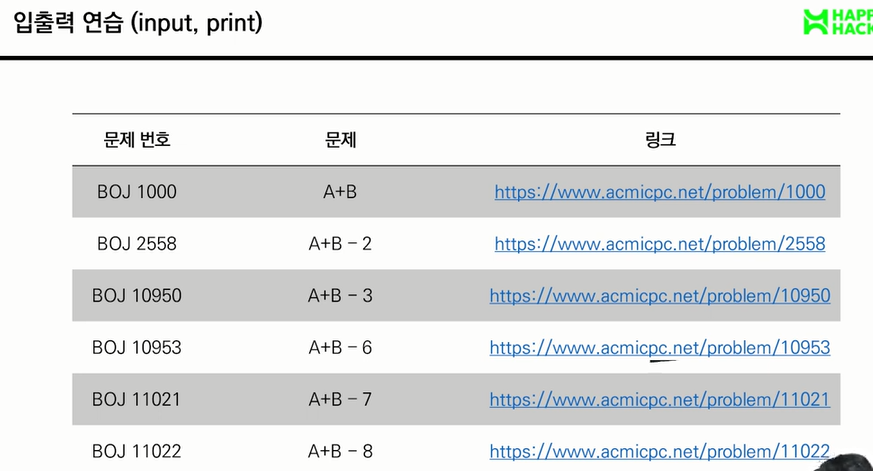 입출력 연습 (input, print)
HAPP
HACK
문제 번호 문제 링크
BOJ 1000 A+B https://www.acmicpc.net/problem/1000
BOJ 2558 A+B – 2 https://www.acmicpc.net/problem/2558
BOJ 10950 A+B – 3 https://www.acmicpc.net/problem/10950
BOJ 10953 A+B – 6 https://www.acmicpc.net/problem/10953
BOJ 11021 A+B – 7 https://www.acmicpc.net/problem/11021
BOJ 11022 A+B – 8 https://www.acmicpc.net/problem/11022